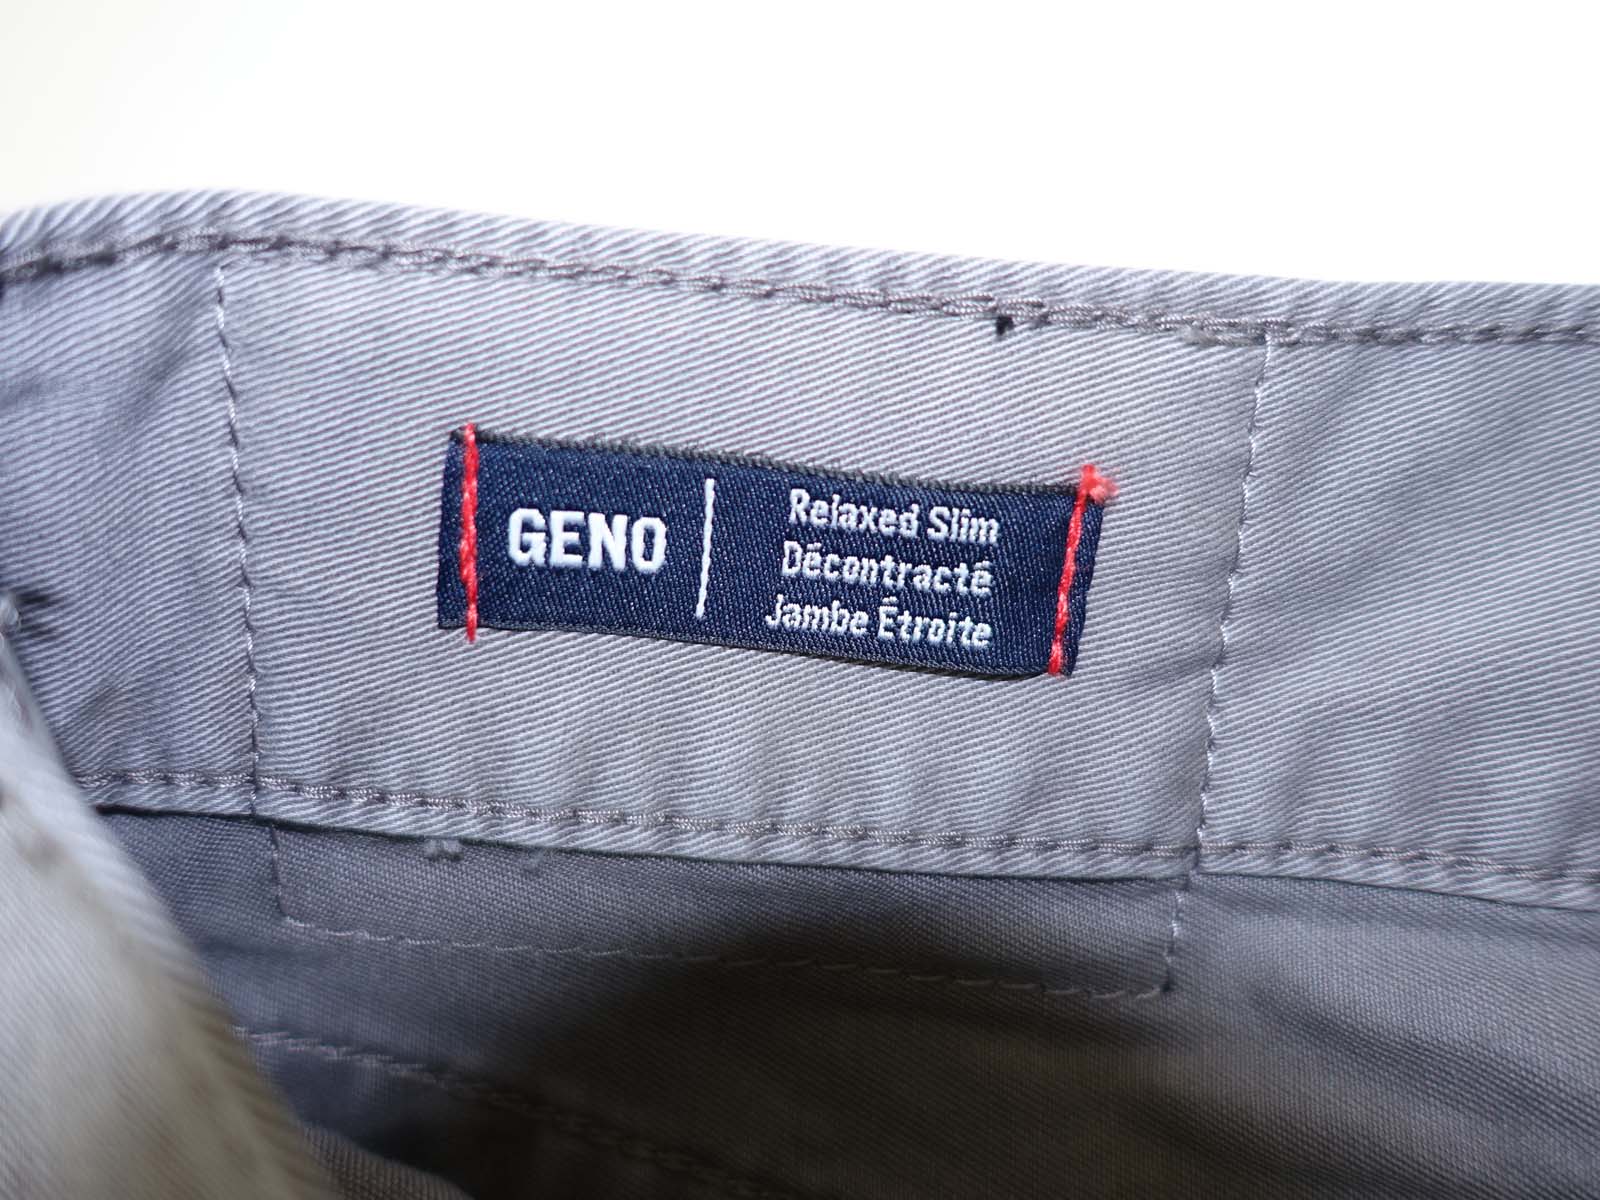 GENO
Relaxed Slim
Décontracté
Jambe Étroite